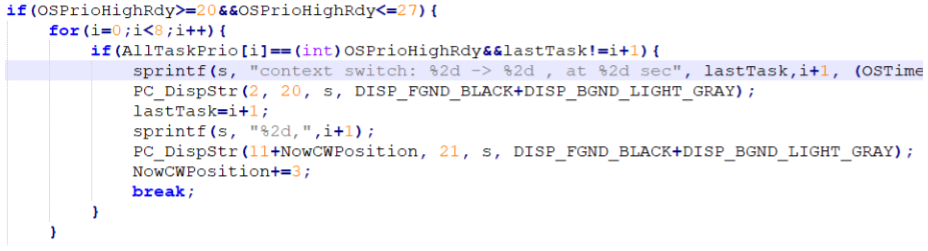 if(OSPrioHighRdy>=20&&OSPrioHighRdy<=27){
for(i=0;i<8;i++){
if(AllTaskPrio[i]==(int)OSPrioHighRdy&&lastTask!=i+1){
sprintf(s, "context switch: %2d -> %2d , at %2d sec", lastTask,i+1, (OSTime
PC_DispStr(2, 20, s, DISP_FGND_BLACK+DISP_BGND_LIGHT_GRAY);
lastTask=i+1;
sprintf(s, "%2d,",i+1);
PC_DispStr(11+NowCWPosition, 21, s, DISP_FGND_BLACK+DISP_BGND_LIGHT_GRAY);
NowCWPosition+=3;
break;
}
}